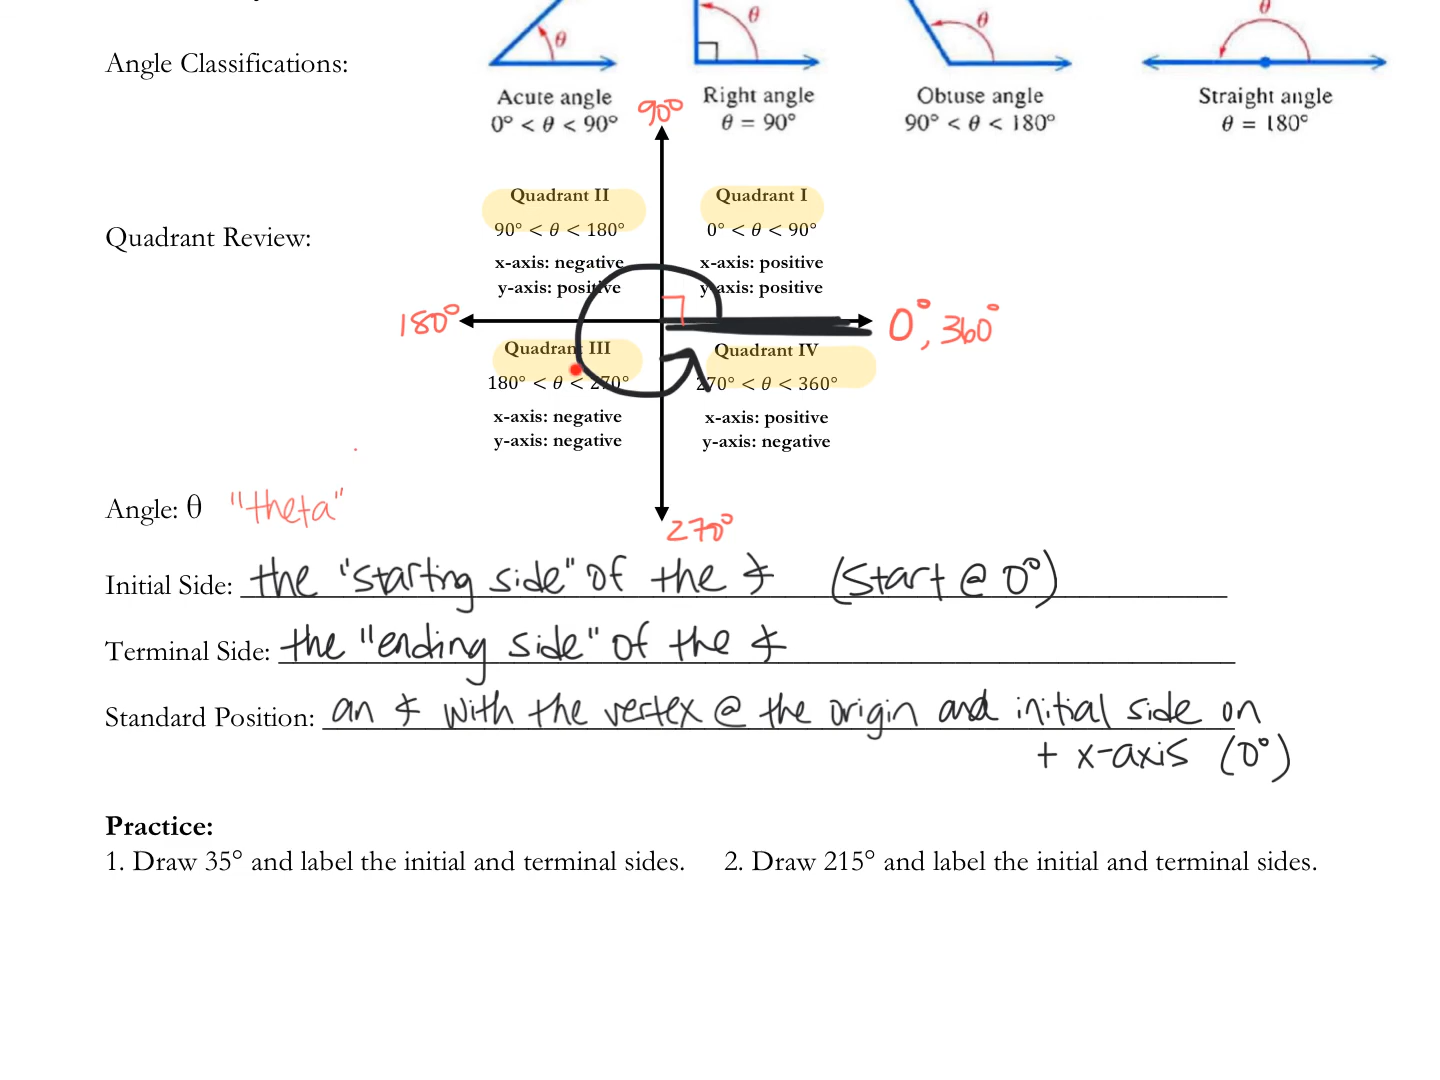 θ θ θ θ
Angle Classifications:
Acute angle Right angle Obtuse angle Straight angle
0° < θ < 90° θ = 90° 90° < θ < 180° θ = 180°
90°
Quadrant II Quadrant I
90° < θ < 180° 0° < θ < 90°
Quadrant Review:
x-axis: negative x-axis: positive
y-axis: positive y-axis: positive
180° 0°, 360°
Quadrant III Quadrant IV
180° < θ < 270° 270° < θ < 360°
x-axis: negative x-axis: positive
y-axis: negative y-axis: negative
Angle: θ "theta"
270°
Initial Side: the "starting side" of the ∡ (Start @ 0°)
Terminal Side: the "ending side" of the ∡
Standard Position: an ∡ with the vertex @ the origin and initial side on
+ x-axis (0°)
Practice:
1. Draw 35° and label the initial and terminal sides. 2. Draw 215° and label the initial and terminal sides.